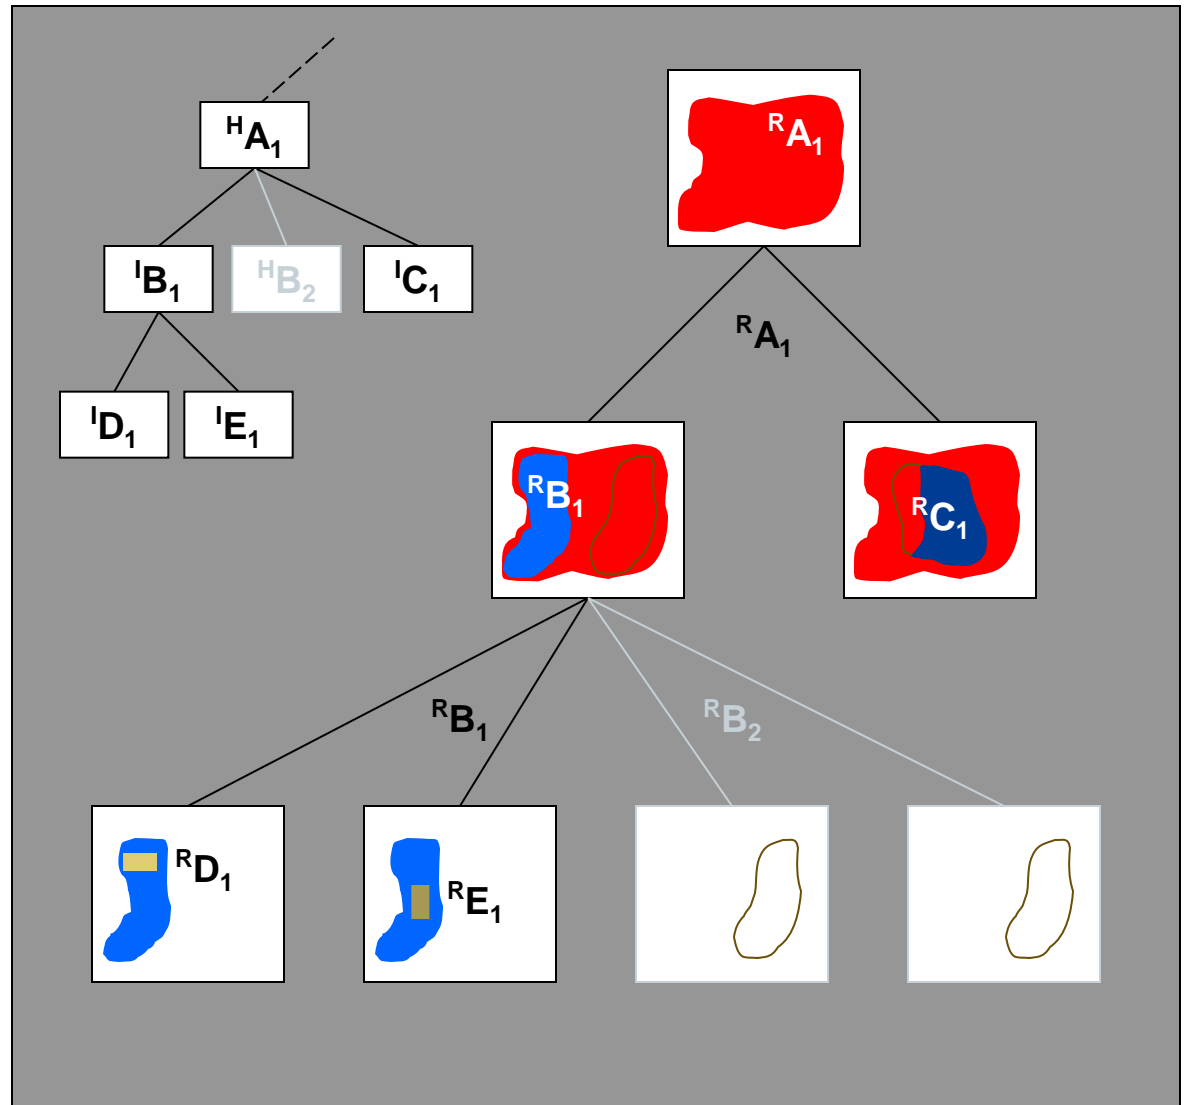 ᴴA₁
ᴿA₁
ᴵB₁ ᴴB₂ ᴵC₁
ᴿA₁
ᴵD₁ ᴵE₁
ᴿB₁
ᴿC₁
ᴿB₁
ᴿB₂
ᴿD₁
ᴿE₁